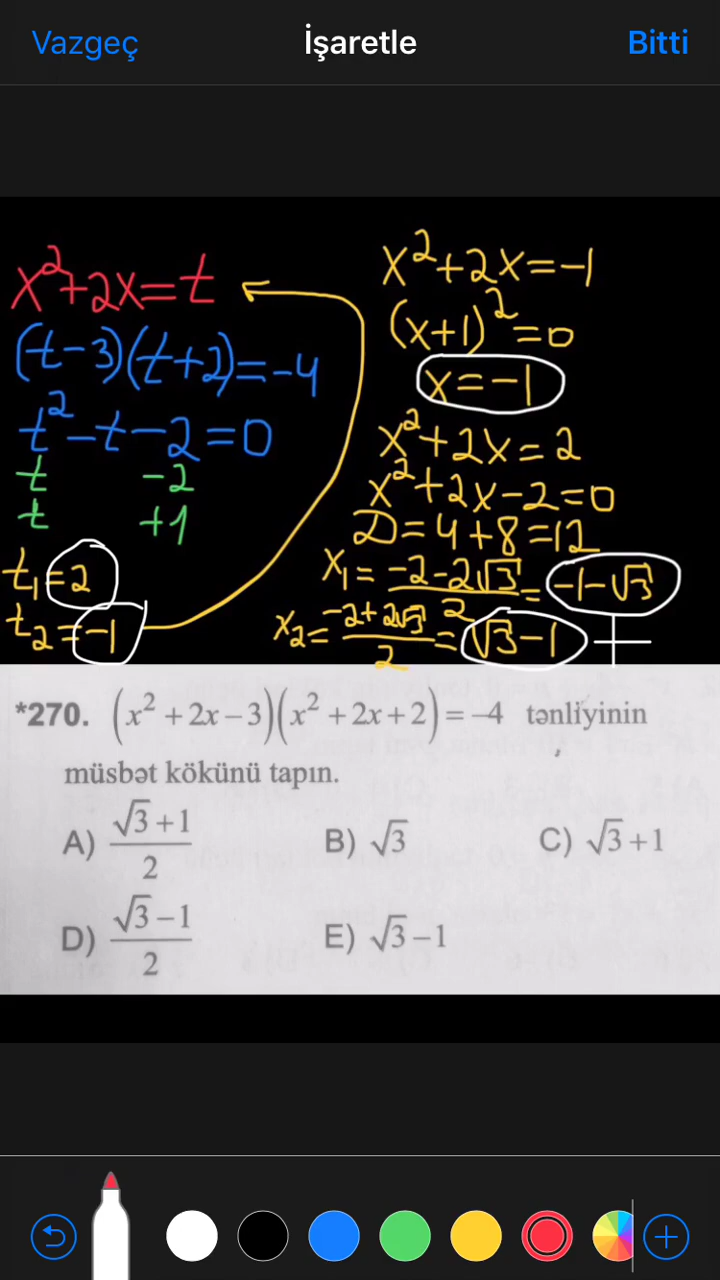 Vazgeç İşaretle Bitti
x²+2x=t
(t-3)(t+2)=-4
t²-t-2=0
t -2
t +1
t₁=2
t₂=-1
x²+2x=-1
(x+1)²=0
x=-1
x²+2x=2
x²+2x-2=0
D=4+8=12
x₁=(-2-2√3)/2=-1-√3
x₂=(-2+2√3)/2=√3-1 +
*270. (x²+2x-3)(x²+2x+2)=-4 tənliyinin
müsbət kökünü tapın.
A) (√3+1)/2 B) √3 C) √3+1
D) (√3-1)/2 E) √3-1